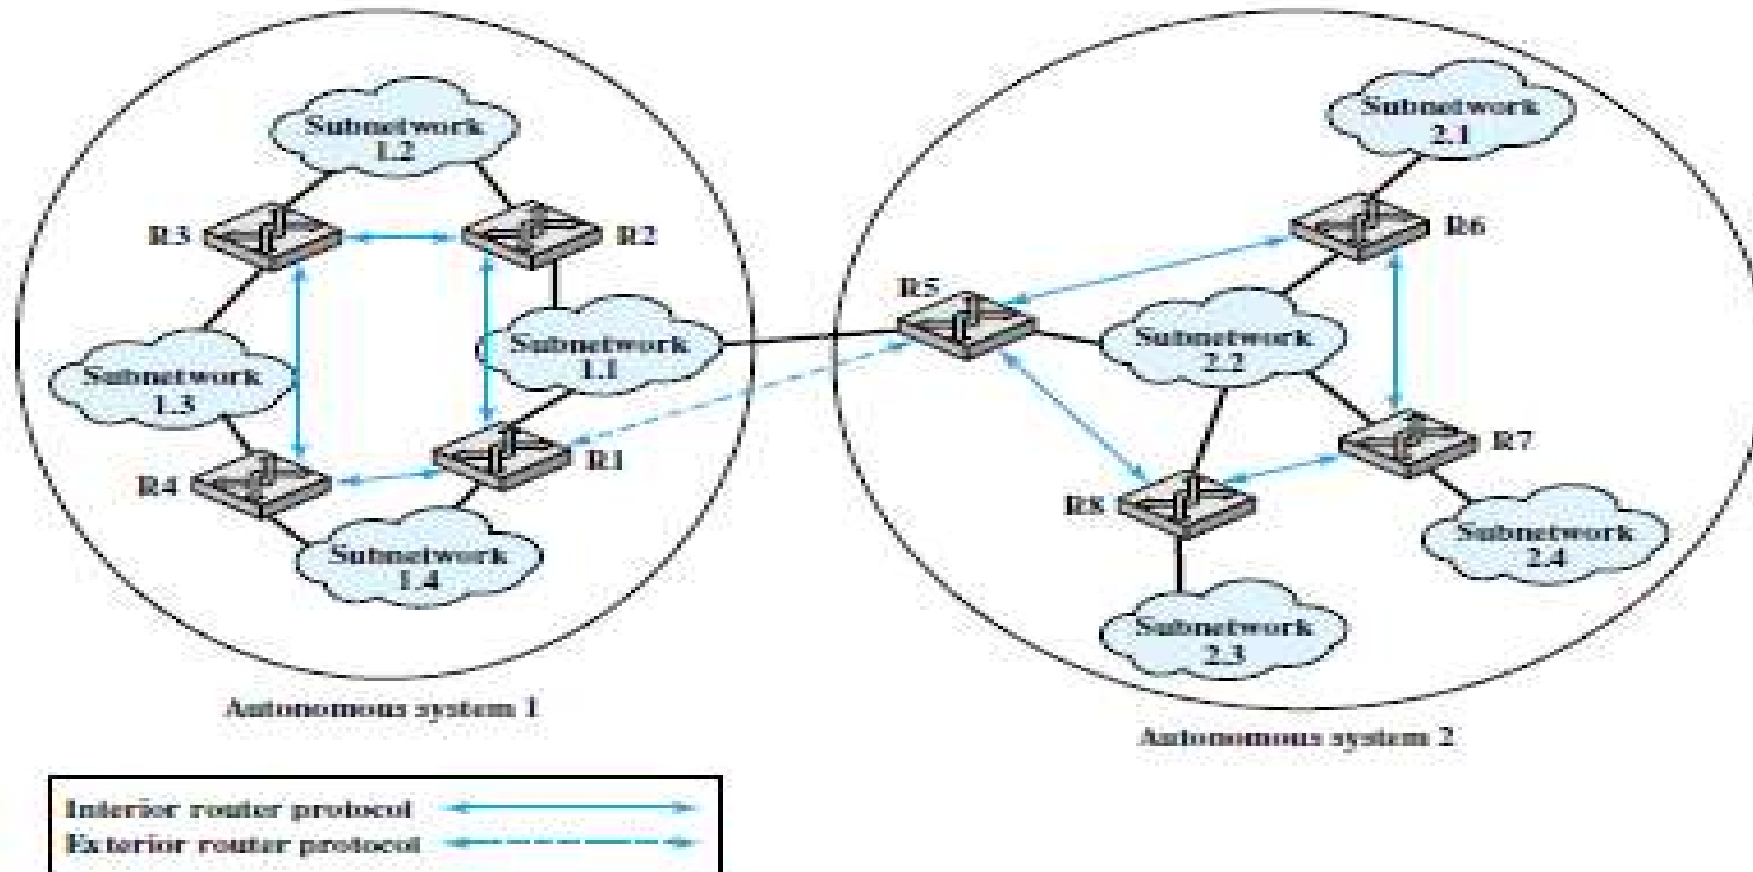 Subnetwork
1.2
R3
R2
Subnetwork
1.3
Subnetwork
1.1
R4
R1
Subnetwork
1.4
Autonomous system 1
Subnetwork
2.1
R6
R5
Subnetwork
2.2
R7
R8
Subnetwork
2.4
Subnetwork
2.3
Autonomous system 2
Interior router protocol
Exterior router protocol